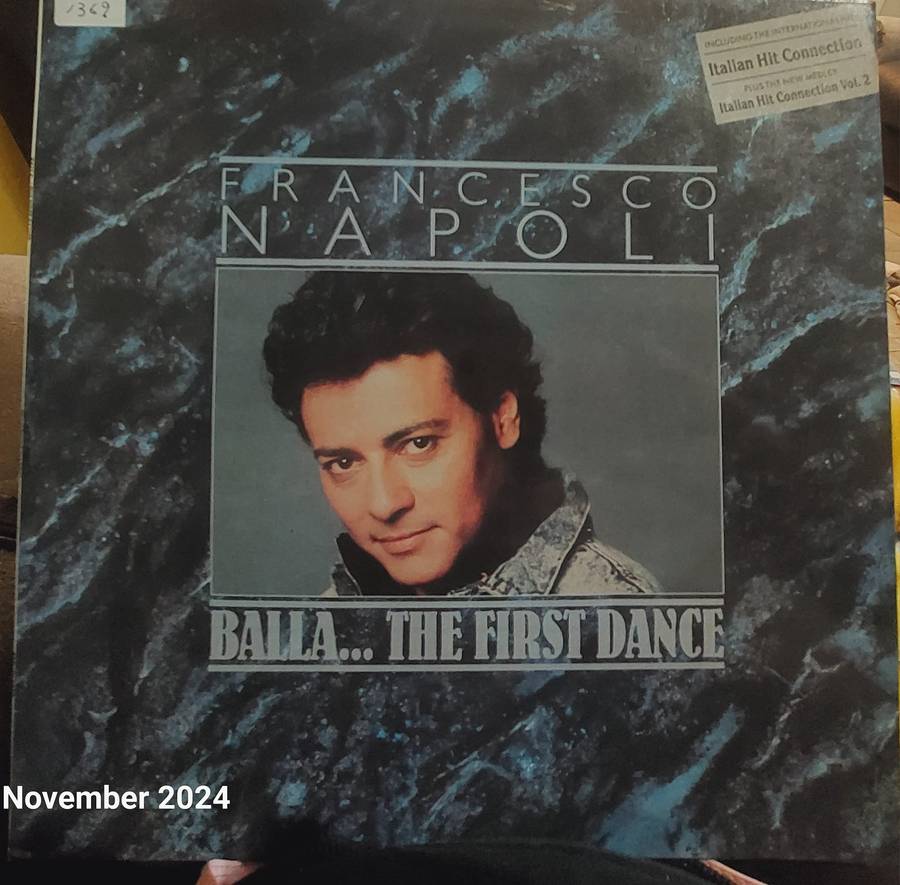 1369
INCLUDING THE INTERNATIONAL HIT
Italian Hit Connection
PLUS THE NEW MEDLEY
Italian Hit Connection Vol. 2
FRANCESCO
NAPOLI
BALLA... THE FIRST DANCE
November 2024